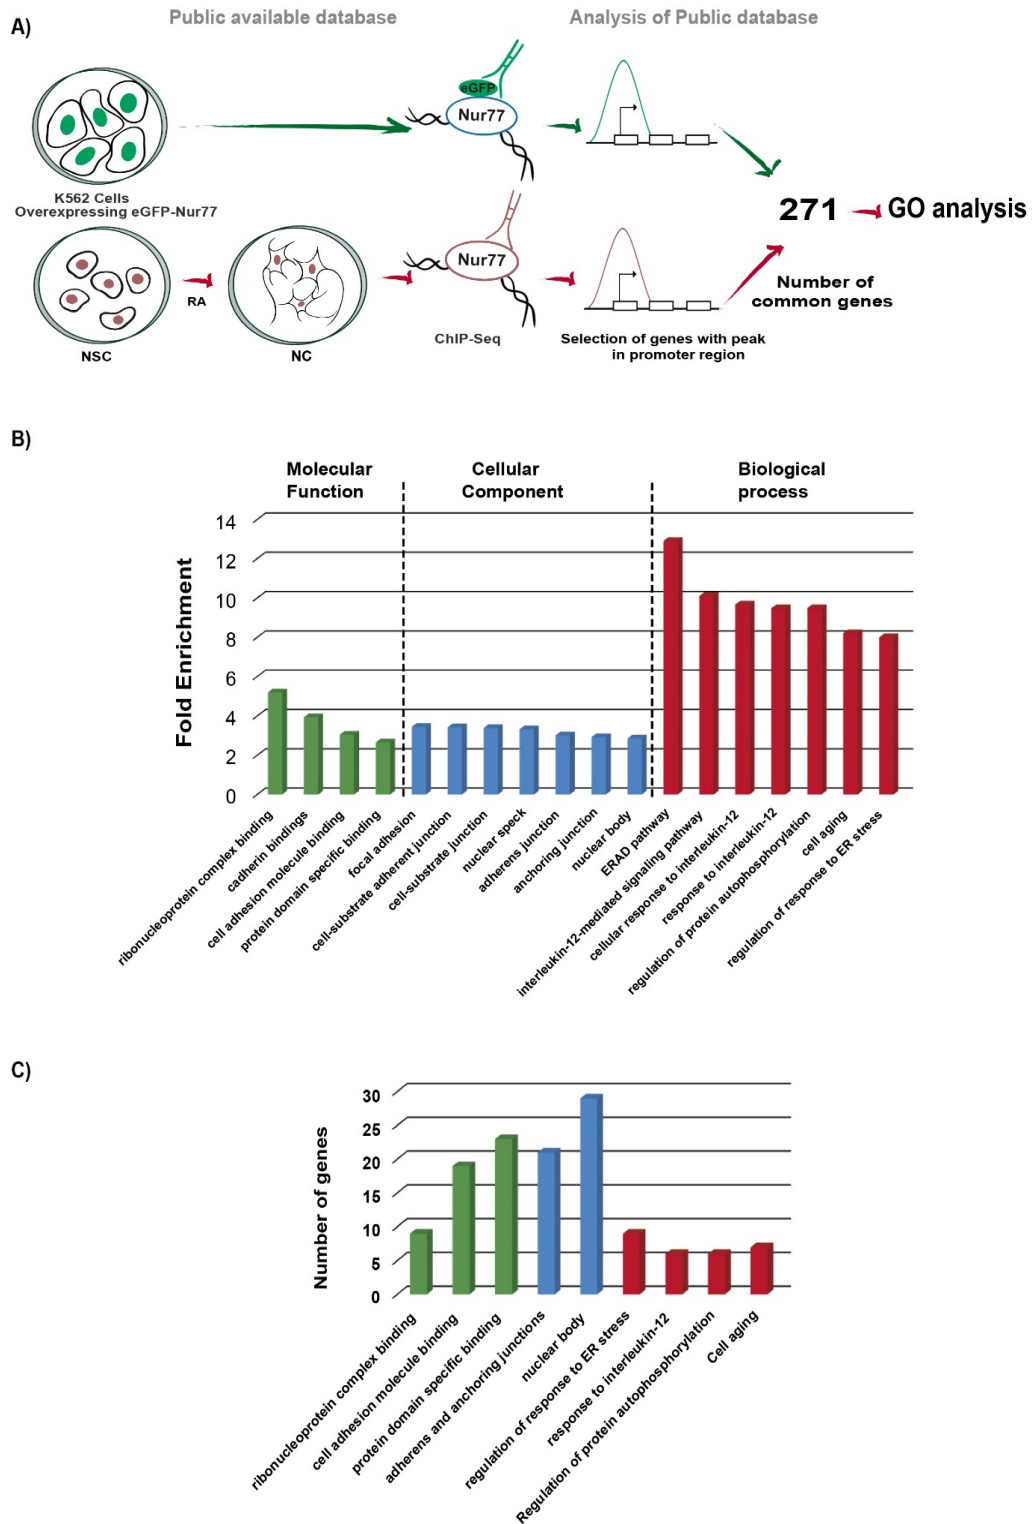 A)
Public available database
Analysis of Public database
eGFP
Nur77
K562 Cells
Overexpressing eGFP-Nur77
271
GO analysis
Nur77
RA
Number of
common genes
NSC
NC
ChIP-Seq
Selection of genes with peak
in promoter region
B)
Molecular
Function
Cellular
Component
Biological
process
Fold Enrichment
14
12
10
8
6
4
2
0
ribonucleoprotein complex binding
cadherin bindings
cell adhesion molecule binding
protein domain specific binding
focal adhesion
cell-substrate adherent junction
cell-substrate junction
nuclear speck
adherens junction
anchoring junction
nuclear body
ERAD pathway
interleukin-12-mediated signaling pathway
cellular response to interleukin-12
response to interleukin-12
regulation of protein autophosphorylation
cell aging
regulation of response to ER stress
C)
Number of genes
30
25
20
15
10
5
0
ribonucleoprotein complex binding
cell adhesion molecule binding
protein domain specific binding
adherens and anchoring junctions
nuclear body
regulation of response to ER stress
response to interleukin-12
Regulation of protein autophosphorylation
Cell aging